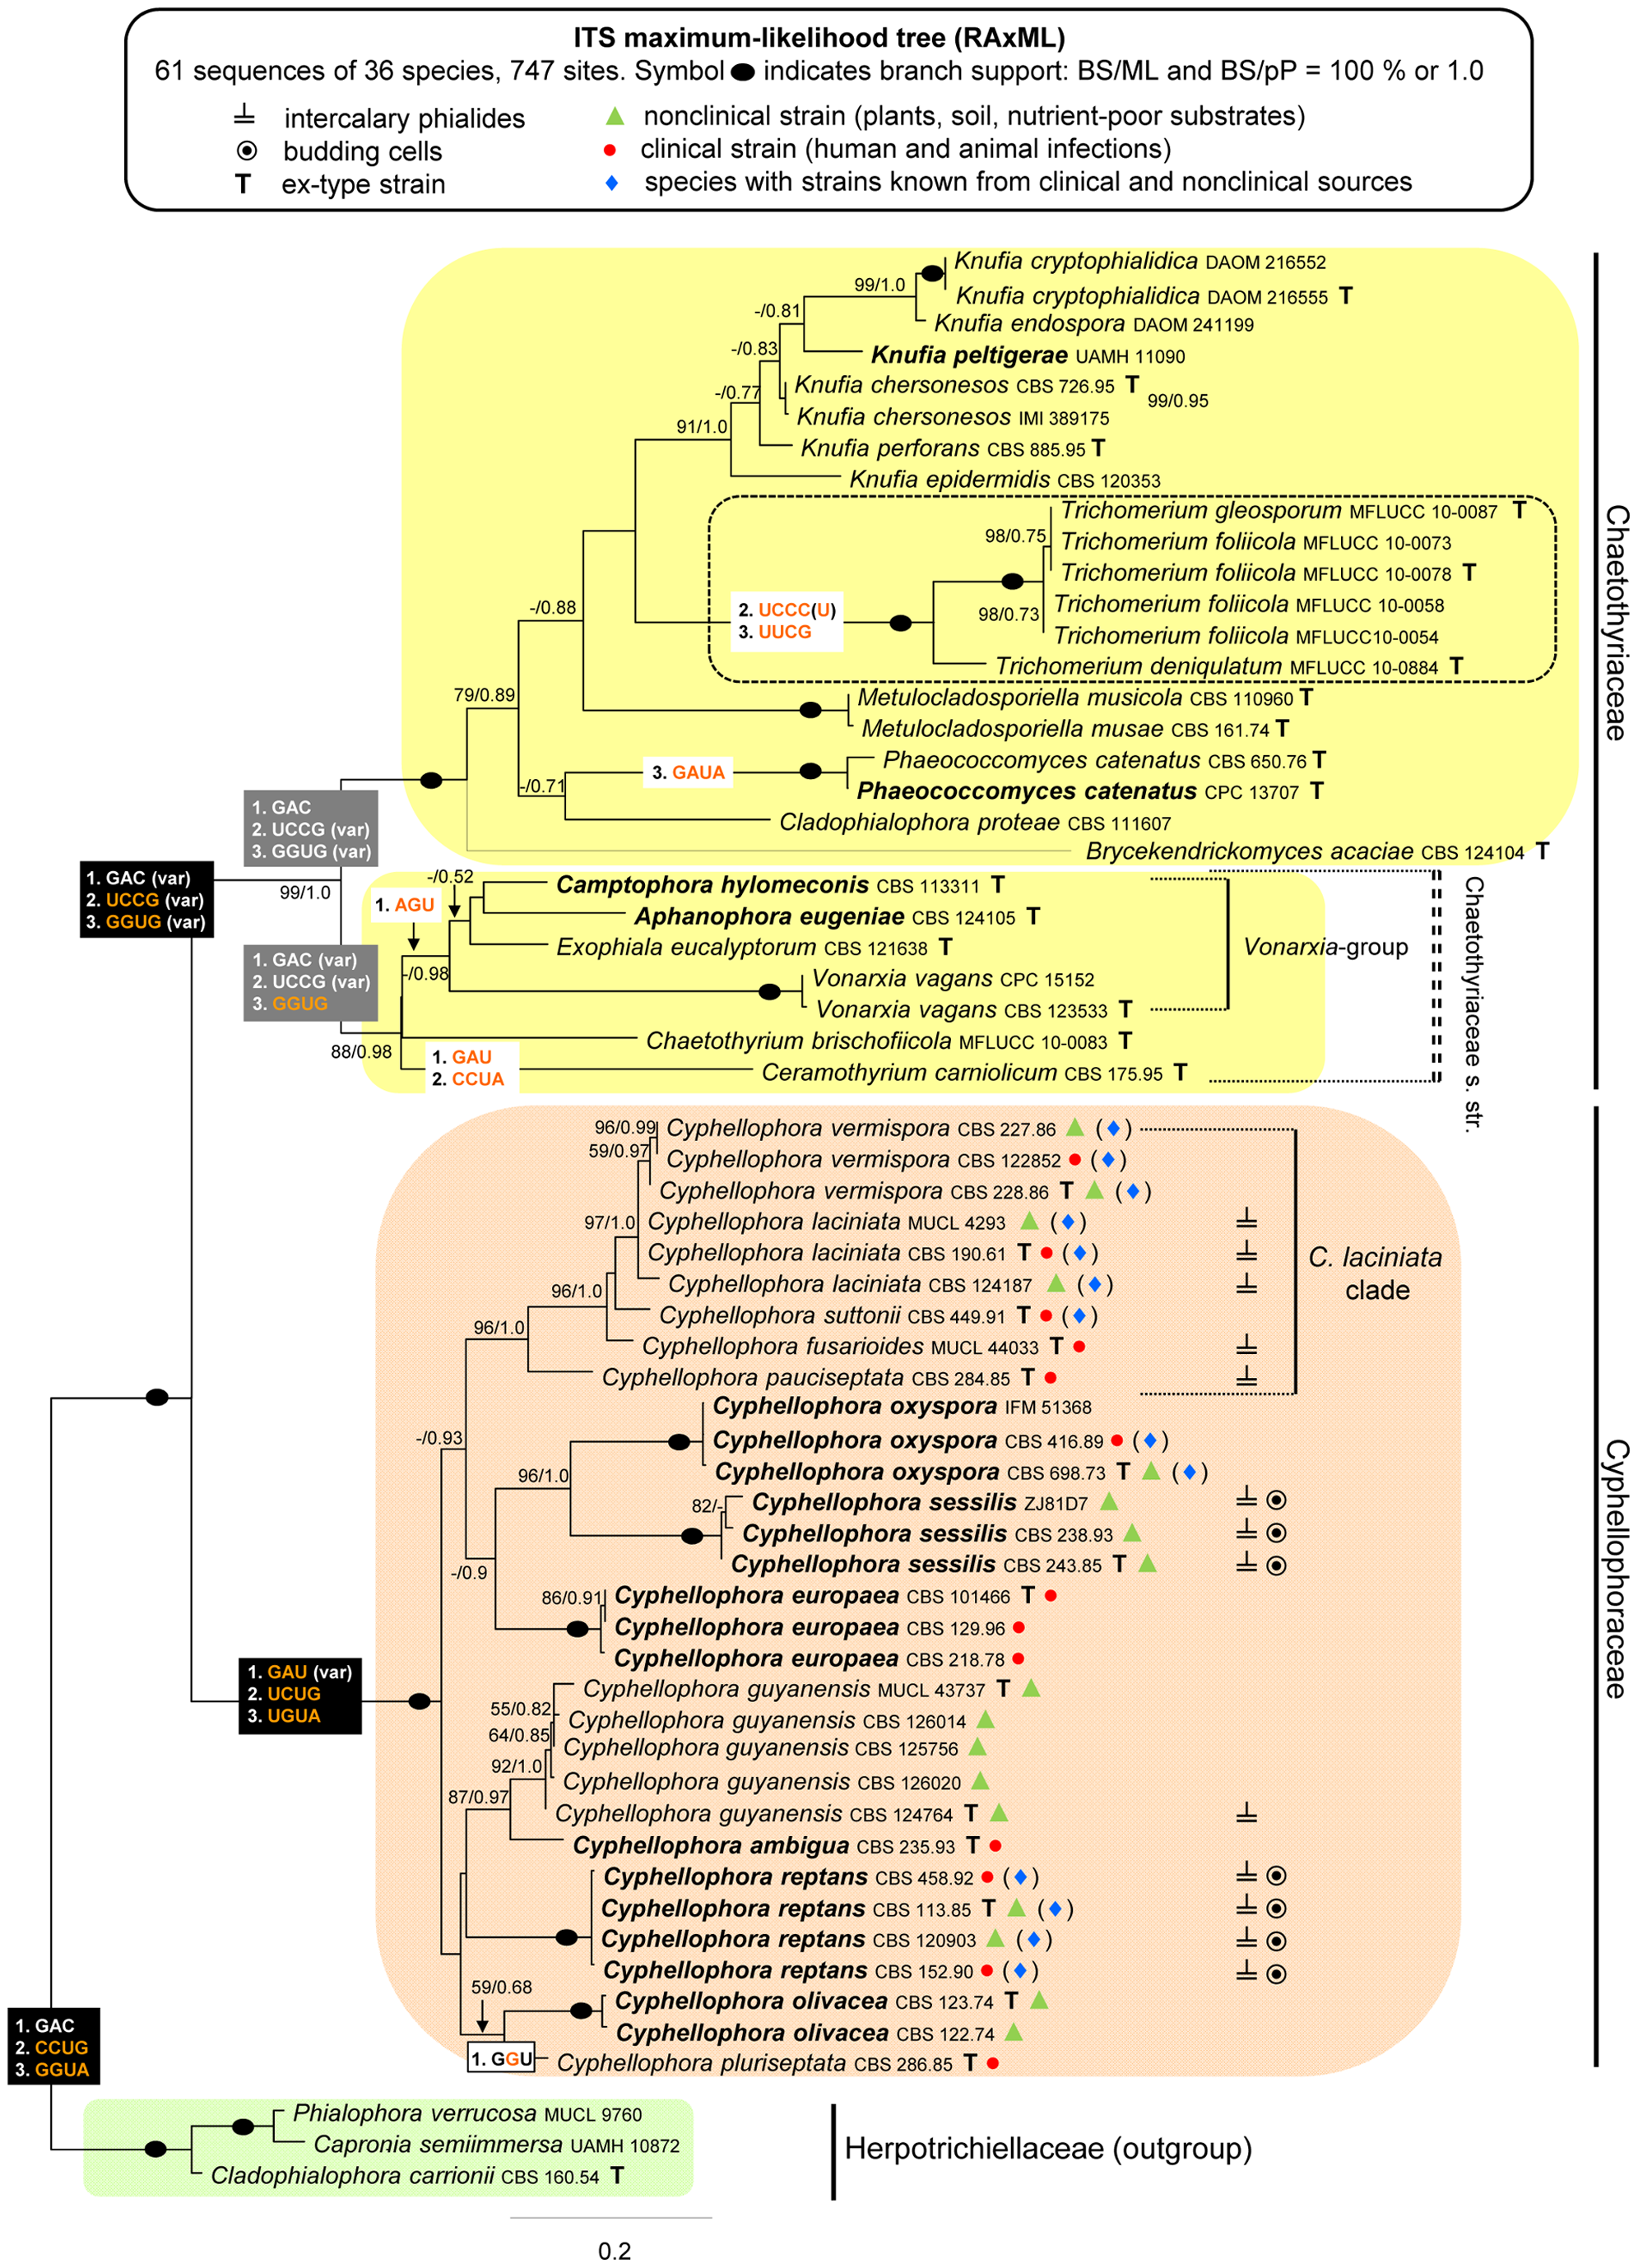 ITS maximum-likelihood tree (RAxML)
61 sequences of 36 species, 747 sites. Symbol indicates branch support: BS/ML and BS/pP = 100 % or 1.0
intercalary phialides
nonclinical strain (plants, soil, nutrient-poor substrates)
budding cells
clinical strain (human and animal infections)
T ex-type strain
species with strains known from clinical and nonclinical sources
Knufia cryptophialidica DAOM 216552
99/1.0
Knufia cryptophialidica DAOM 216555 T
-/0.81
Knufia endospora DAOM 241199
-/0.83
Knufia peltigerae UAMH 11090
Knufia chersonesos CBS 726.95 T
-/0.77
99/0.95
Knufia chersonesos IMI 389175
91/1.0
Knufia perforans CBS 885.95 T
Knufia epidermidis CBS 120353
Trichomerium gleosporum MFLUCC 10-0087 T
98/0.75
Trichomerium foliicola MFLUCC 10-0073
Trichomerium foliicola MFLUCC 10-0078 T
-/0.88
2. UCCC(U)
3. UUCG
98/0.73
Trichomerium foliicola MFLUCC 10-0058
Trichomerium foliicola MFLUCC10-0054
Trichomerium deniqulatum MFLUCC 10-0884 T
79/0.89
Metulocladosporiella musicola CBS 110960 T
Metulocladosporiella musae CBS 161.74 T
3. GAUA
Phaeococcomyces catenatus CBS 650.76 T
-/0.71
Phaeococcomyces catenatus CPC 13707 T
Cladophialophora proteae CBS 111607
Brycekendrickomyces acaciae CBS 124104 T
Chaetothyriaceae
1. GAC
2. UCCG (var)
3. GGUG (var)
1. GAC (var)
2. UCCG (var)
3. GGUG (var)
99/1.0
-/0.52
Camptophora hylomeconis CBS 113311 T
1. AGU
Aphanophora eugeniae CBS 124105 T
Exophiala eucalyptorum CBS 121638 T
Vonarxia-group
1. GAC (var)
2. UCCG (var)
3. GGUG
-/0.98
Vonarxia vagans CPC 15152
Vonarxia vagans CBS 123533 T
Chaetothyrium brischofiicola MFLUCC 10-0083 T
88/0.98
1. GAU
2. CCUA
Ceramothyrium carniolicum CBS 175.95 T
Chaetothyriaceae s. str.
96/0.99
Cyphellophora vermispora CBS 227.86 ( )
59/0.97
Cyphellophora vermispora CBS 122852 ( )
Cyphellophora vermispora CBS 228.86 T ( )
97/1.0
Cyphellophora laciniata MUCL 4293 ( )
Cyphellophora laciniata CBS 190.61 T ( )
C. laciniata
clade
Cyphellophora laciniata CBS 124187 ( )
96/1.0
Cyphellophora suttonii CBS 449.91 T ( )
96/1.0
Cyphellophora fusarioides MUCL 44033 T
Cyphellophora pauciseptata CBS 284.85 T
Cyphellophora oxyspora IFM 51368
-/0.93
Cyphellophora oxyspora CBS 416.89 ( )
96/1.0
Cyphellophora oxyspora CBS 698.73 T ( )
82/-
Cyphellophora sessilis ZJ81D7
Cyphellophora sessilis CBS 238.93
Cyphellophora sessilis CBS 243.85 T
-/0.9
86/0.91
Cyphellophora europaea CBS 101466 T
Cyphellophora europaea CBS 129.96
Cyphellophora europaea CBS 218.78
Cyphellophoraceae
1. GAU (var)
2. UCUG
3. UGUA
Cyphellophora guyanensis MUCL 43737 T
55/0.82
Cyphellophora guyanensis CBS 126014
64/0.85
Cyphellophora guyanensis CBS 125756
92/1.0
Cyphellophora guyanensis CBS 126020
87/0.97
Cyphellophora guyanensis CBS 124764 T
Cyphellophora ambigua CBS 235.93 T
Cyphellophora reptans CBS 458.92 ( )
Cyphellophora reptans CBS 113.85 T ( )
Cyphellophora reptans CBS 120903 ( )
Cyphellophora reptans CBS 152.90 ( )
59/0.68
Cyphellophora olivacea CBS 123.74 T
Cyphellophora olivacea CBS 122.74
1. GGU
Cyphellophora pluriseptata CBS 286.85 T
1. GAC
2. CCUG
3. GGUA
Phialophora verrucosa MUCL 9760
Capronia semiimmersa UAMH 10872
Cladophialophora carrionii CBS 160.54 T
Herpotrichiellaceae (outgroup)
0.2